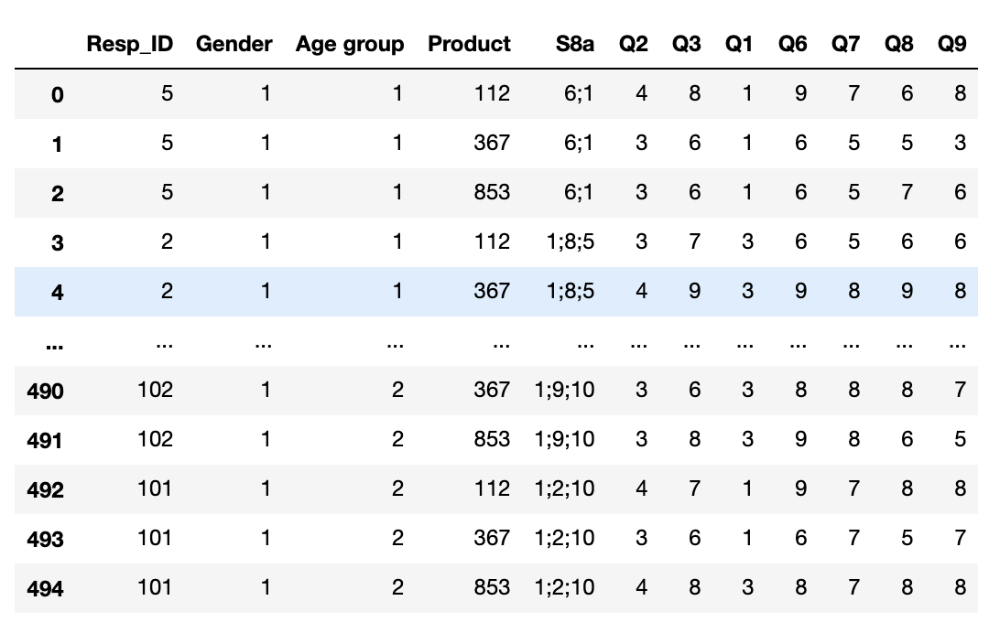 Resp_ID Gender Age group Product S8a Q2 Q3 Q1 Q6 Q7 Q8 Q9
0 5 1 1 112 6;1 4 8 1 9 7 6 8
1 5 1 1 367 6;1 3 6 1 6 5 5 3
2 5 1 1 853 6;1 3 6 1 6 5 7 6
3 2 1 1 112 1;8;5 3 7 3 6 5 6 6
4 2 1 1 367 1;8;5 4 9 3 9 8 9 8
... ... ... ... ... ... ... ... ... ... ... ... ...
490 102 1 2 367 1;9;10 3 6 3 8 8 8 7
491 102 1 2 853 1;9;10 3 8 3 9 8 6 5
492 101 1 2 112 1;2;10 4 7 1 9 7 8 8
493 101 1 2 367 1;2;10 3 6 1 6 7 5 7
494 101 1 2 853 1;2;10 4 8 3 8 7 8 8